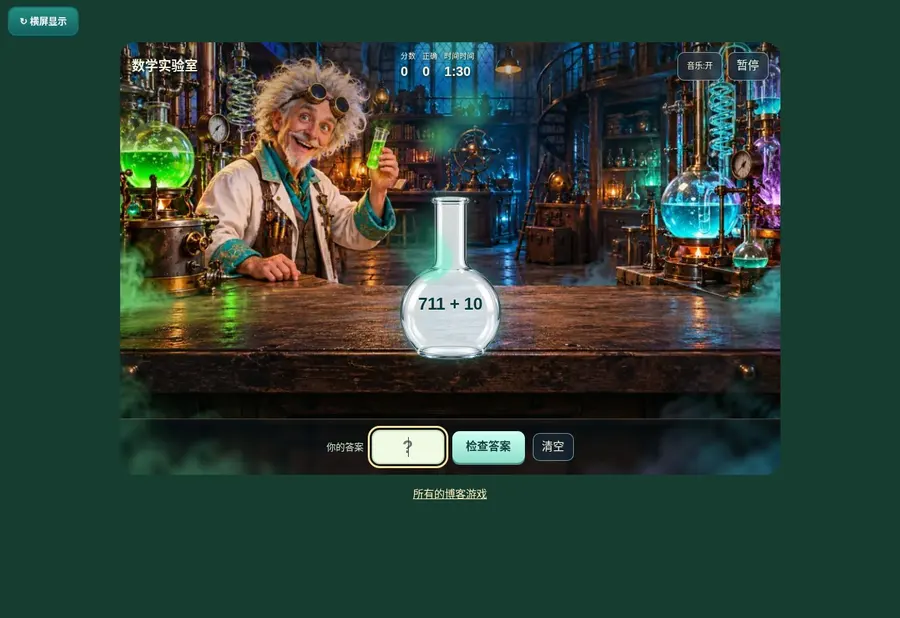 ↻ 横屏显示
数学实验室
分数 正确 时间时间
0 0 1:30
音乐:开
暂停
711 + 10
你的答案
?
检查答案
清空
所有的博客游戏